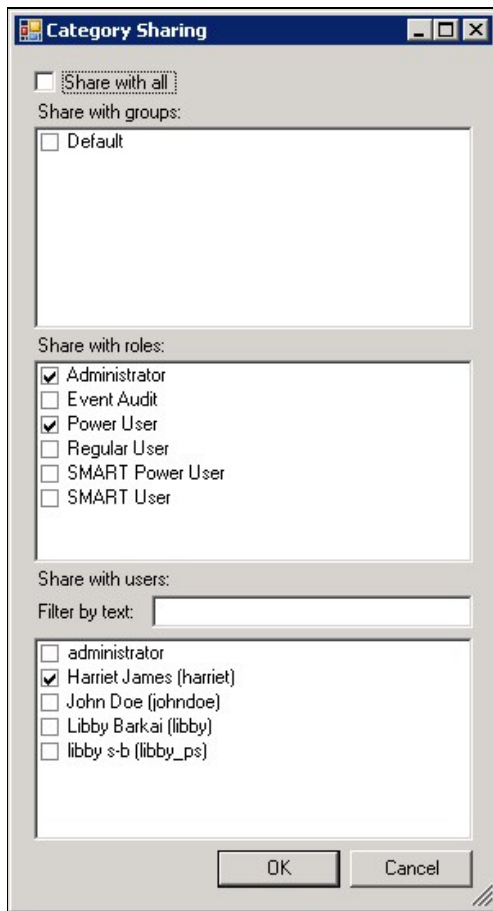 Category Sharing
Share with all
Share with groups:
Default
Share with roles:
Administrator
Event Audit
Power User
Regular User
SMART Power User
SMART User
Share with users:
Filter by text:
administrator
Harriet James (harriet)
John Doe (johndoe)
Libby Barkai (libby)
libby s-b (libby_ps)
OK Cancel